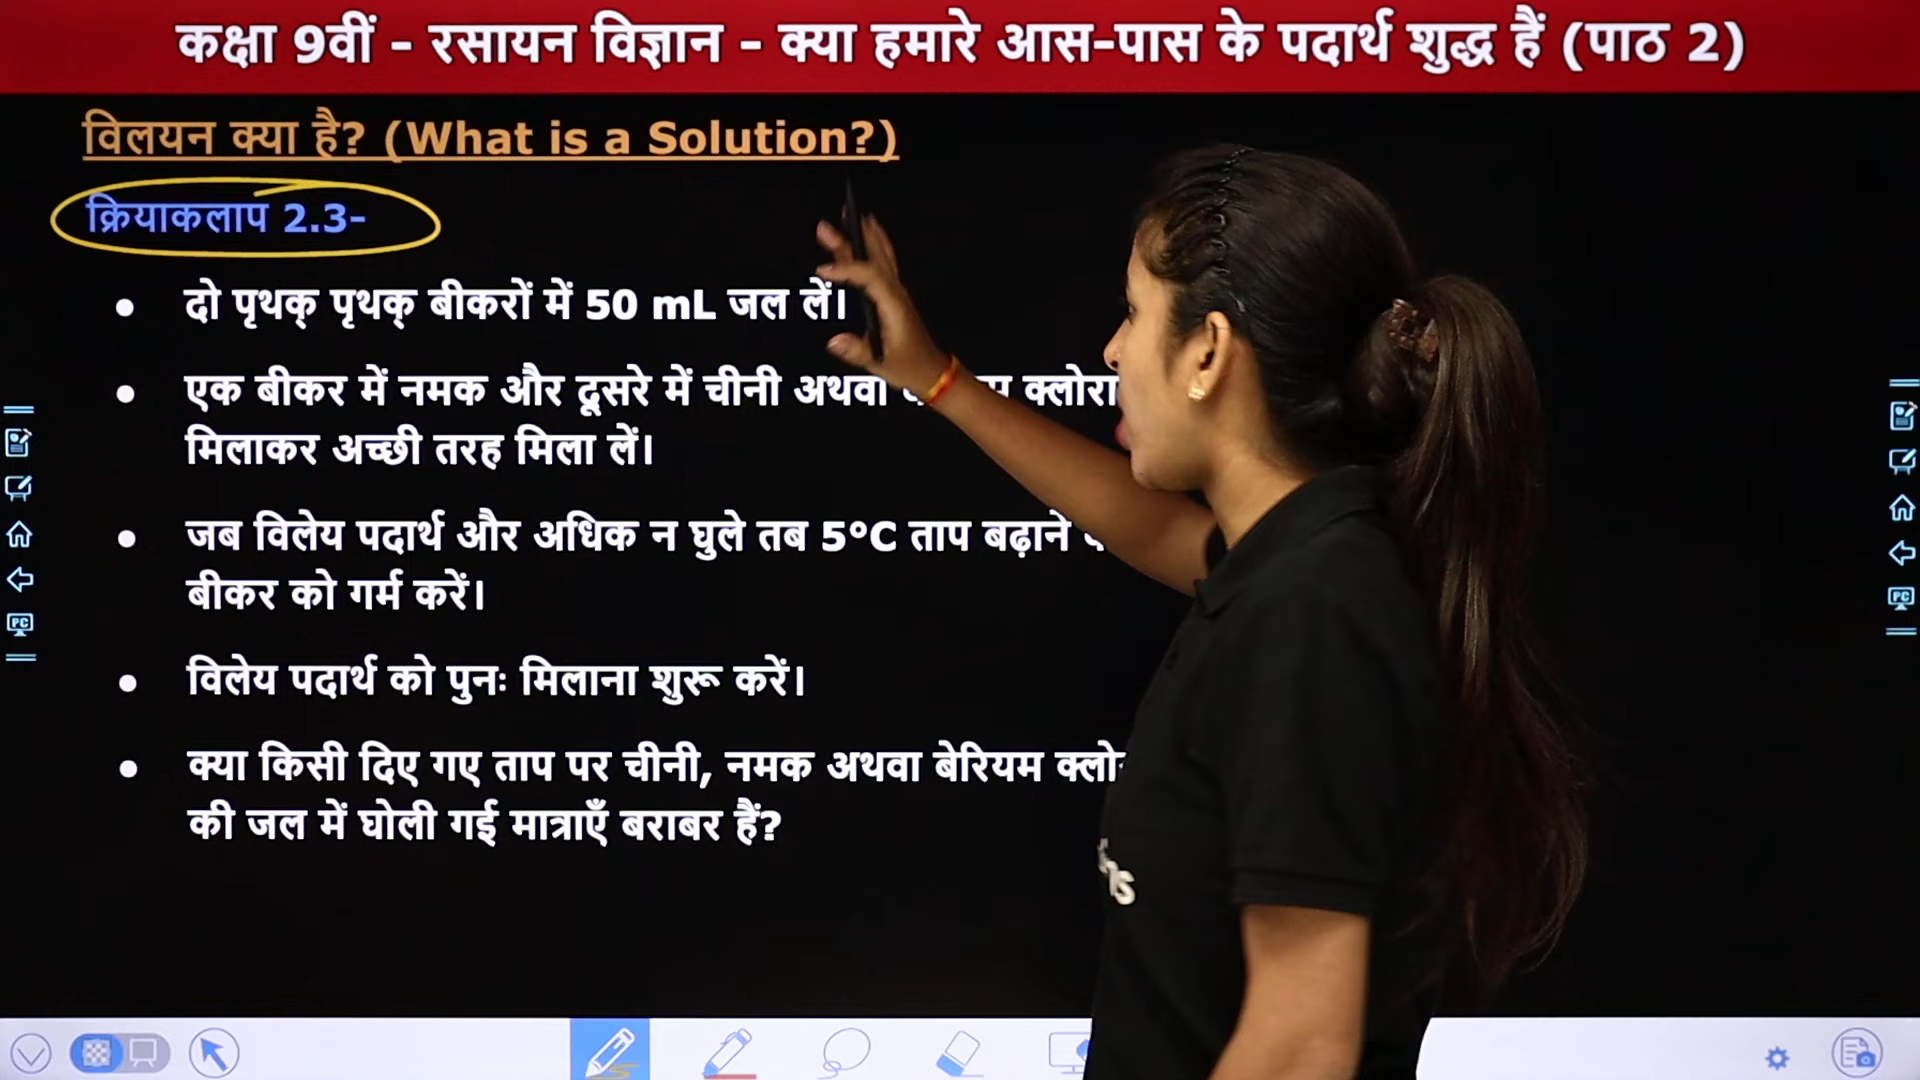 कक्षा 9वीं - रसायन विज्ञान - क्या हमारे आस-पास के पदार्थ शुद्ध हैं (पाठ 2)
विलयन क्या है? (What is a Solution?)
क्रियाकलाप 2.3-
• दो पृथक् पृथक् बीकरों में 50 mL जल लें।
• एक बीकर में नमक और दूसरे में चीनी अथवा
मिलाकर अच्छी तरह मिला लें।
• जब विलेय पदार्थ और अधिक न घुले तब 5°C ताप बढ़ाने
बीकर को गर्म करें।
• विलेय पदार्थ को पुनः मिलाना शुरू करें।
• क्या किसी दिए गए ताप पर चीनी, नमक अथवा बेरियम
की जल में घोली गई मात्राएँ बराबर हैं?
PC
PC